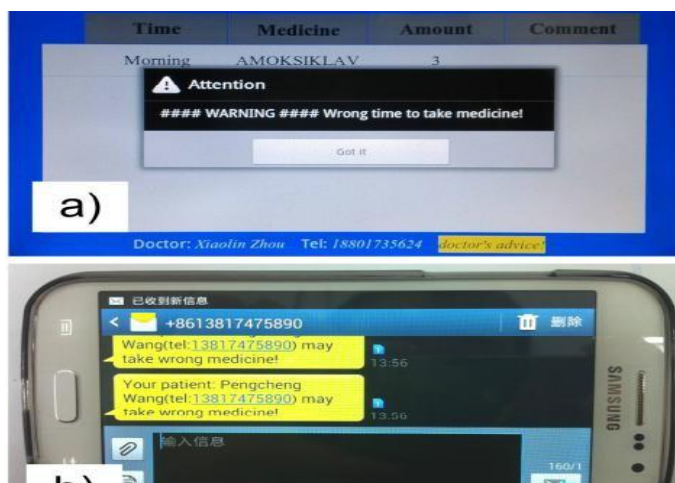 Time Medicine Amount Comment
Morning AMOKSIKLAV 3
Attention
#### WARNING #### Wrong time to take medicine!
Got it
a)
Doctor: Xiaolin Zhou Tel: 18801735624 doctor's advice!
已收到新信息
< +8613817475890 删除
Wang(tel:13817475890) may
take wrong medicine!
13:56
Your patient: Pengcheng
Wang(tel:13817475890) may
take wrong medicine!
13:56
输入信息
160/1
SAMSUNG
b)